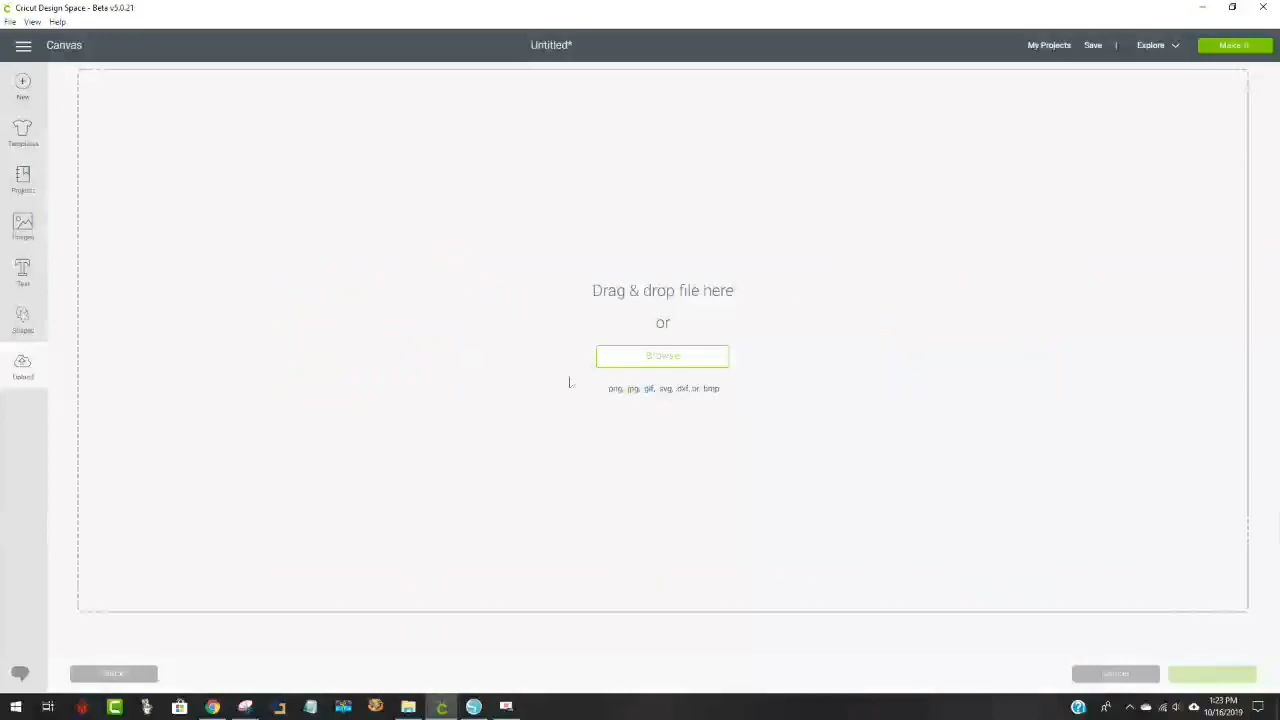 Cricut Design Space - Beta v5.0.21
File View Help
Canvas
Untitled*
My Projects Save | Explore Make It
New
Templates
Projects
Images
Text
Shapes
Upload
Drag & drop file here
or
Browse
png, jpg, gif, svg, .dxf or bmp
Cancel
1:23 PM
10/16/2019